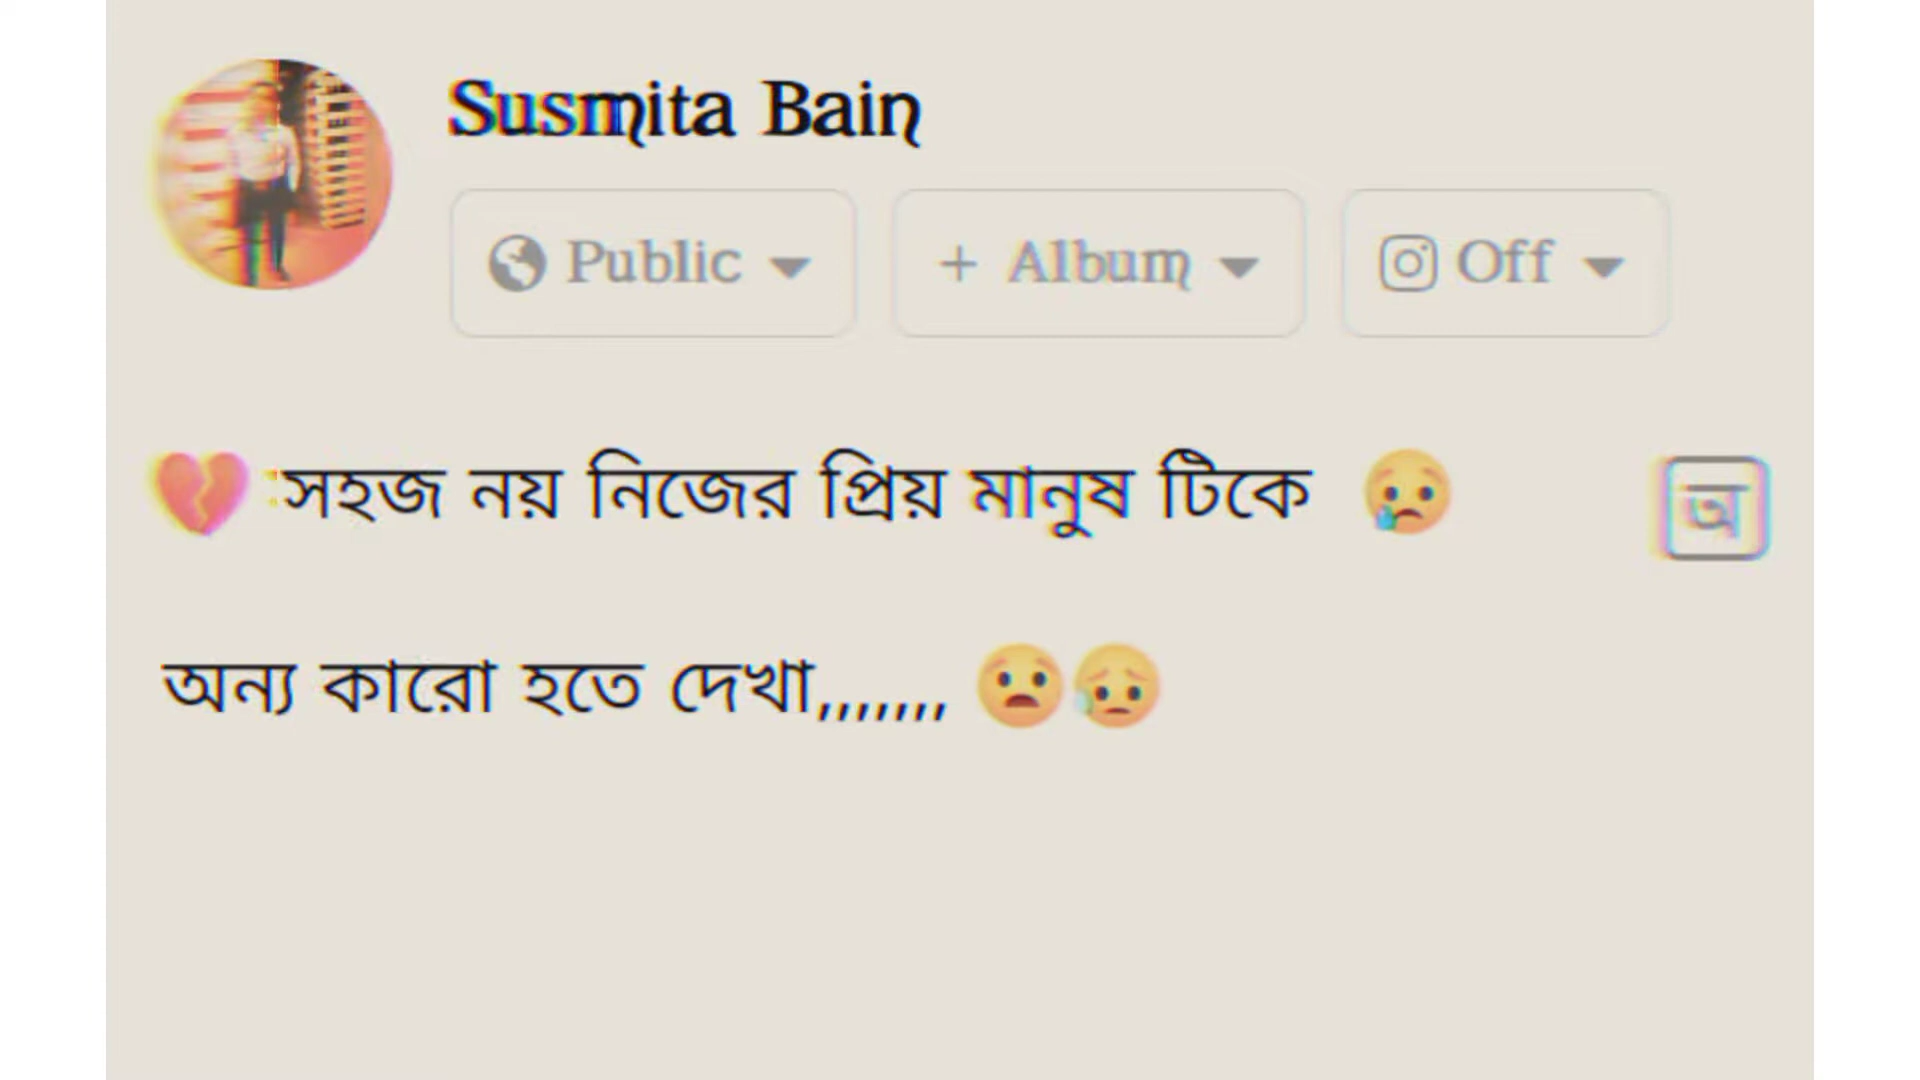 Susmita Bain
Public
+ Album
Off
💔 সহজ নয় নিজের প্রিয় মানুষ টিকে 😢
অ
অন্য কারো হতে দেখা,,,,,,, 😧😥